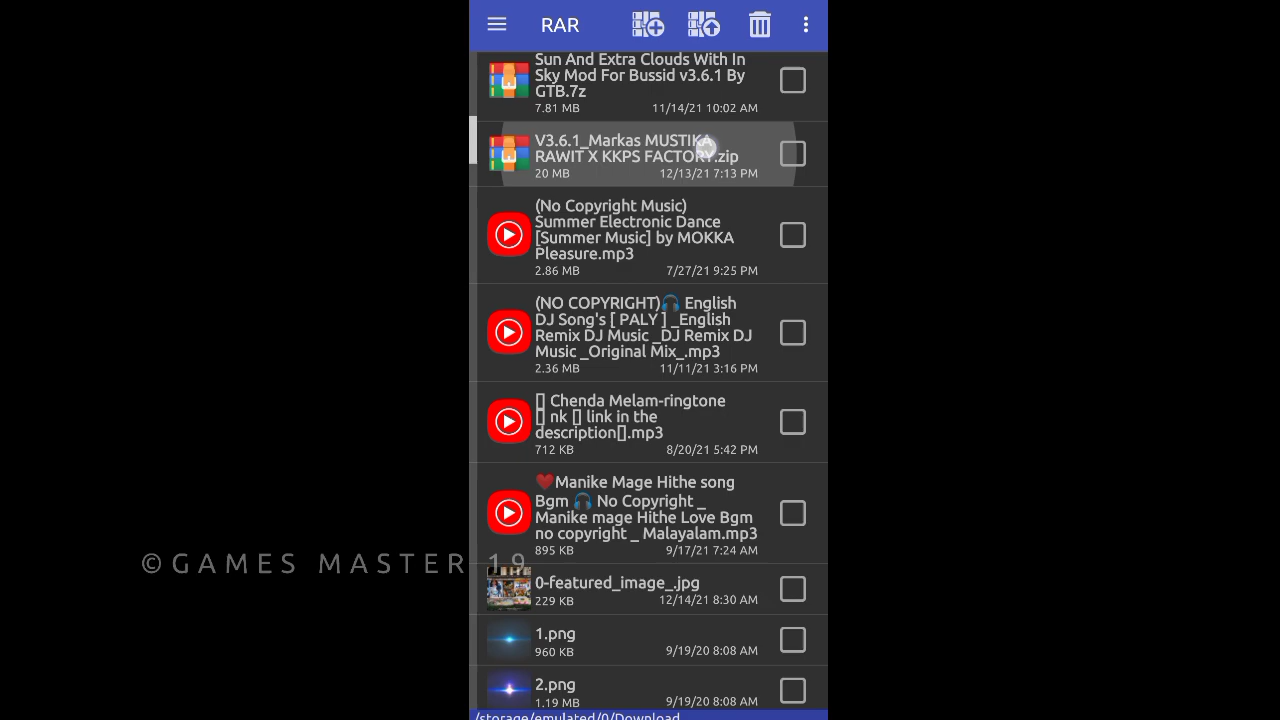 RAR
Sun And Extra Clouds With In
Sky Mod For Bussid v3.6.1 By
GTB.7z
7.81 MB 11/14/21 10:02 AM
V3.6.1_Markas MUSTIKA
RAWIT X KKPS FACTORY.zip
20 MB 12/13/21 7:13 PM
(No Copyright Music)
Summer Electronic Dance
[Summer Music] by MOKKA
Pleasure.mp3
2.86 MB 7/27/21 9:25 PM
(NO COPYRIGHT)🎧 English
DJ Song's [ PALY ] _English
Remix DJ Music _DJ Remix DJ
Music _Original Mix_.mp3
2.36 MB 11/11/21 3:16 PM
[] Chenda Melam-ringtone
[] nk [] link in the
description[].mp3
712 KB 8/20/21 5:42 PM
❤️Manike Mage Hithe song
Bgm 🎧 No Copyright _
Manike mage Hithe Love Bgm
no copyright _ Malayalam.mp3
895 KB 9/17/21 7:24 AM
©GAMES MASTER 1.9
0-featured_image_.jpg
229 KB 12/14/21 8:30 AM
1.png
960 KB 9/19/20 8:08 AM
2.png
1.19 MB 9/19/20 8:08 AM
/storage/emulated/0/Download